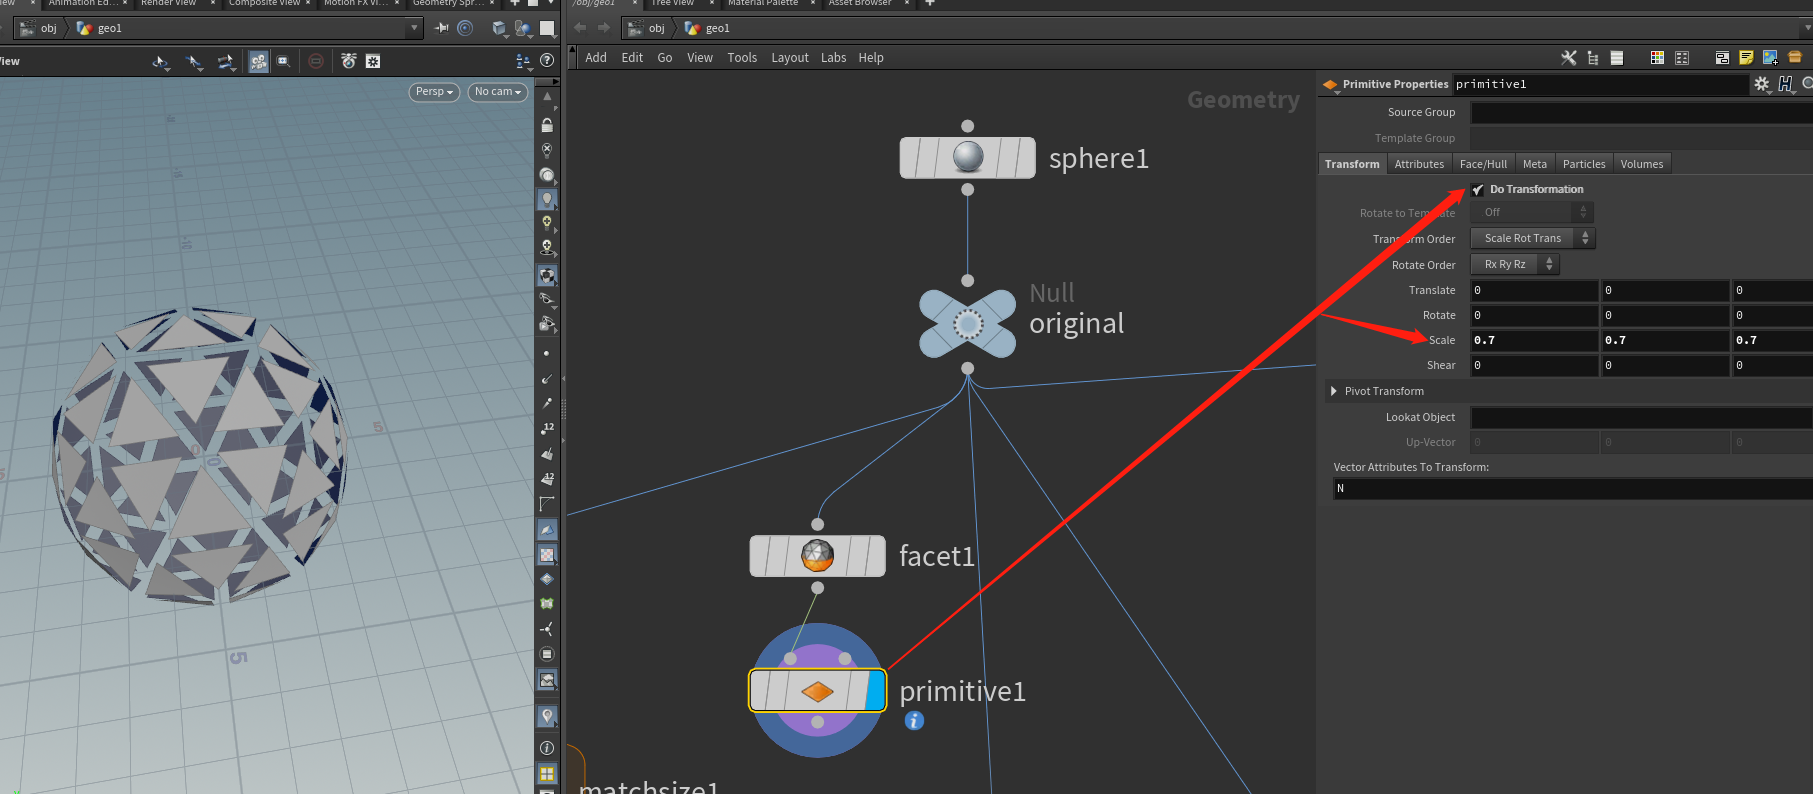 iew
Animation Ed...
Render View
Composite View
Motion FX Vi...
Geometry Spr...
/obj/geo1
Tree View
Material Palette
Asset Browser
obj
geo1
obj
geo1
View
Persp
No cam
Add Edit Go View Tools Layout Labs Help
Geometry
sphere1
Null
original
facet1
primitive1
matchsize1
5
5
12
12
Primitive Properties primitive1
Source Group
Template Group
Transform Attributes Face/Hull Meta Particles Volumes
Do Transformation
Rotate to Template Off
Transform Order Scale Rot Trans
Rotate Order Rx Ry Rz
Translate 0 0 0
Rotate 0 0 0
Scale 0.7 0.7 0.7
Shear 0 0 0
Pivot Transform
Lookat Object
Up-Vector 0 0 0
Vector Attributes To Transform:
N